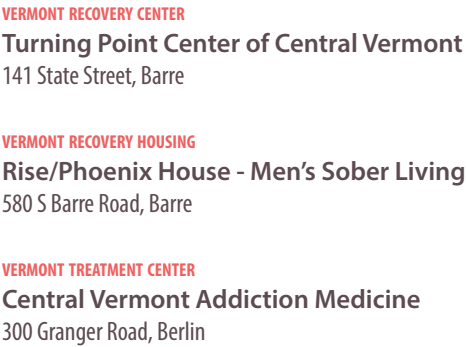 VERMONT RECOVERY CENTER
Turning Point Center of Central Vermont
141 State Street, Barre
VERMONT RECOVERY HOUSING
Rise/Phoenix House - Men's Sober Living
580 S Barre Road, Barre
VERMONT TREATMENT CENTER
Central Vermont Addiction Medicine
300 Granger Road, Berlin